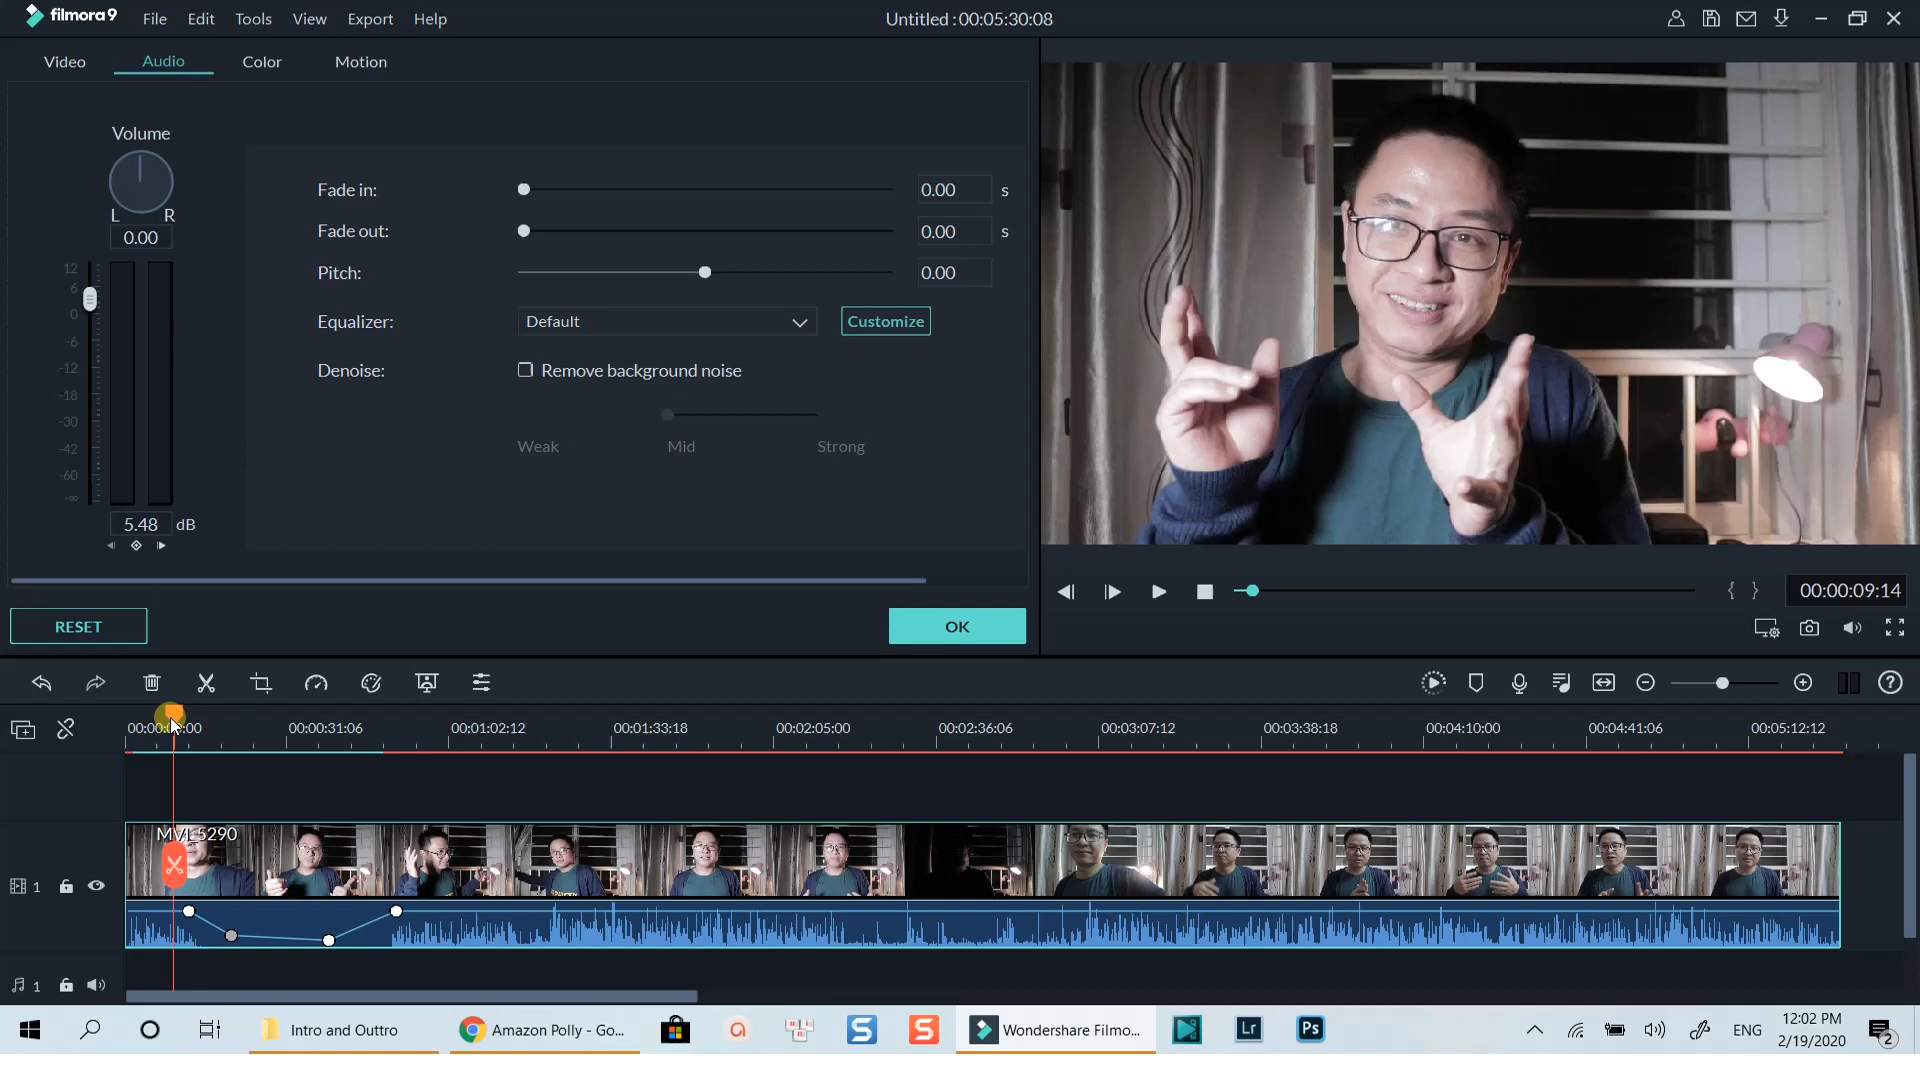 filmora9 File Edit Tools View Export Help Untitled : 00:05:30:08
Video Audio Color Motion
Volume
L R
0.00
12
6
0
-6
-12
-18
-30
-42
-60
-∞
5.48 dB
Fade in: 0.00 s
Fade out: 0.00 s
Pitch: 0.00
Equalizer: Default Customize
Denoise: Remove background noise
Weak Mid Strong
RESET OK
{ } 00:00:09:14
00:00:31:06 00:01:02:12 00:01:33:18 00:02:05:00 00:02:36:06 00:03:07:12 00:03:38:18 00:04:10:00 00:04:41:06 00:05:12:12
MVI_5290
1
1
Intro and Outtro Amazon Polly - Go... Wondershare Filmo... Lr Ps ENG
12:02 PM
2/19/2020
2